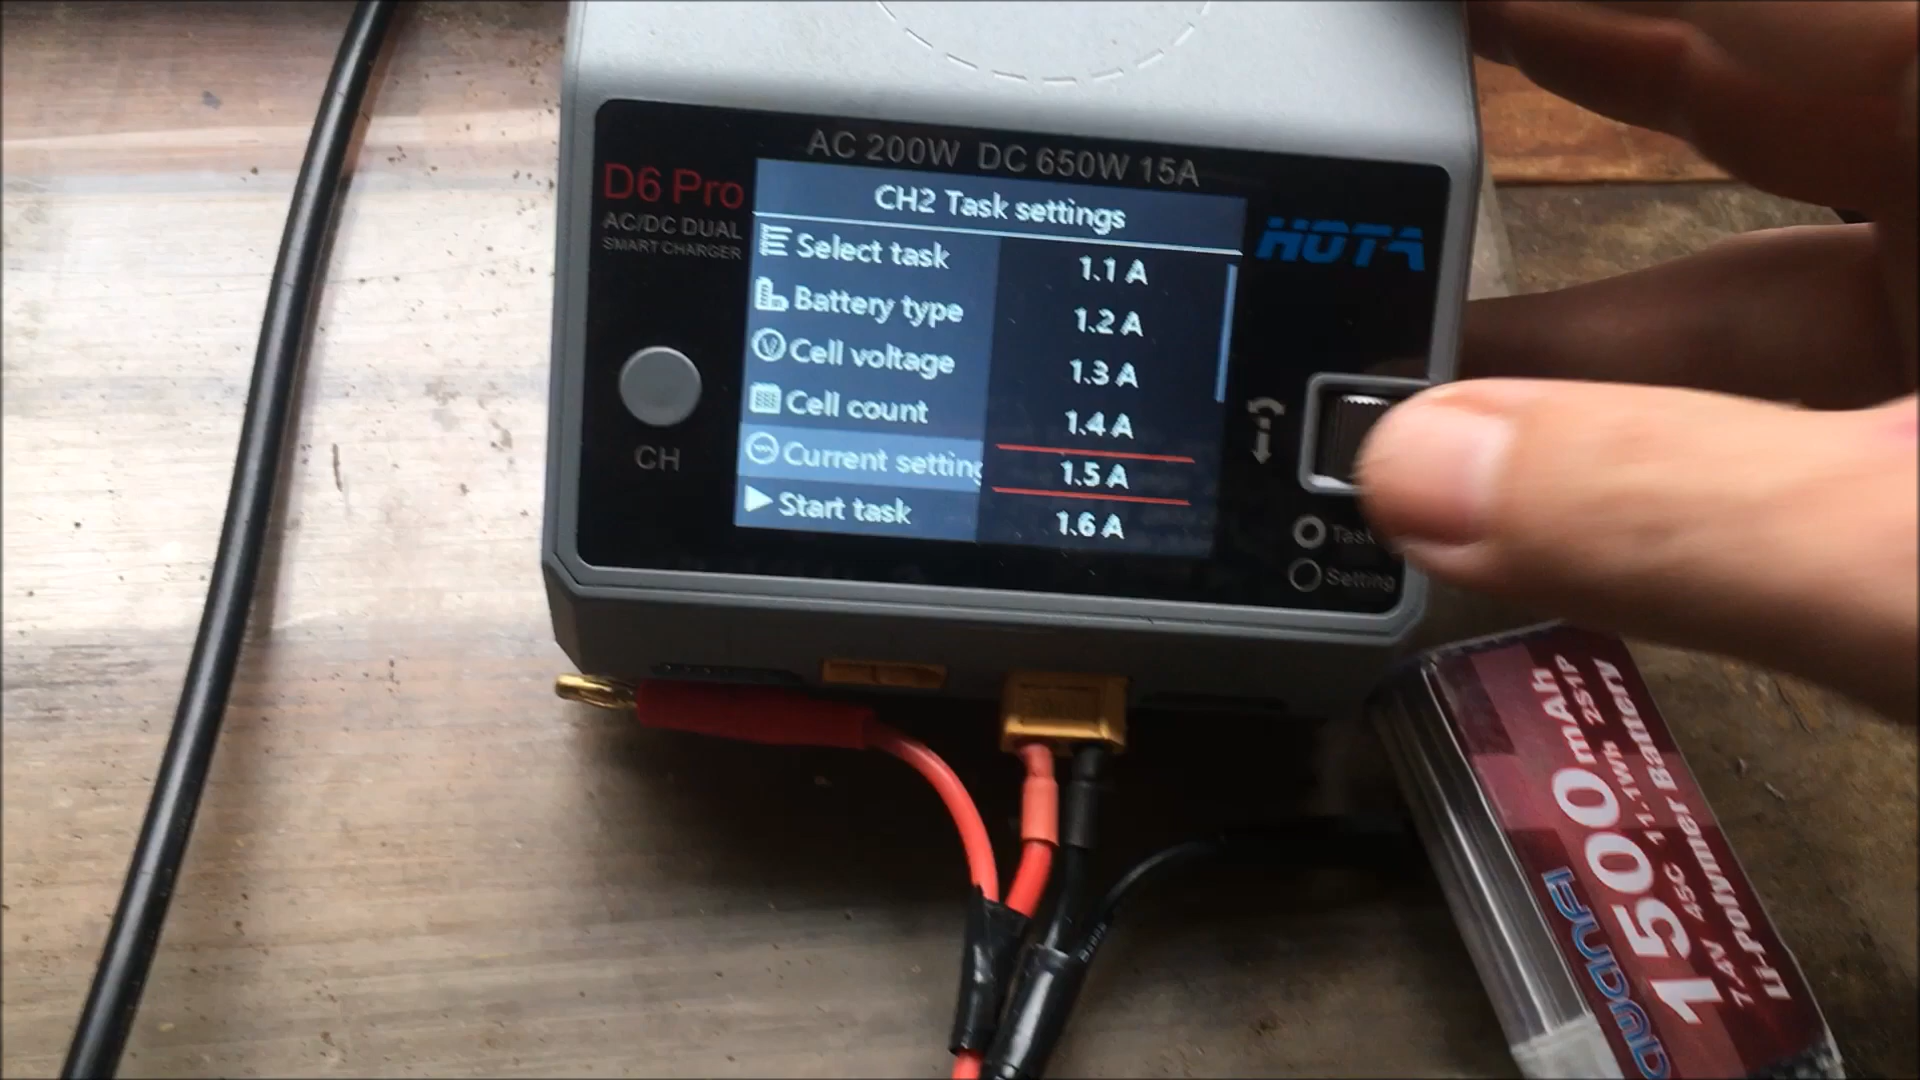 AC 200W DC 650W 15A
D6 Pro
AC/DC DUAL
SMART CHARGER
HOTA
CH2 Task settings
Select task
Battery type
Cell voltage
Cell count
Current setting
Start task
1.1 A
1.2 A
1.3 A
1.4 A
1.5 A
1.6 A
CH
Task
Setting
1500mAh
7.4V 45C 11.1Wh 2S1P
Li-Polymer Battery